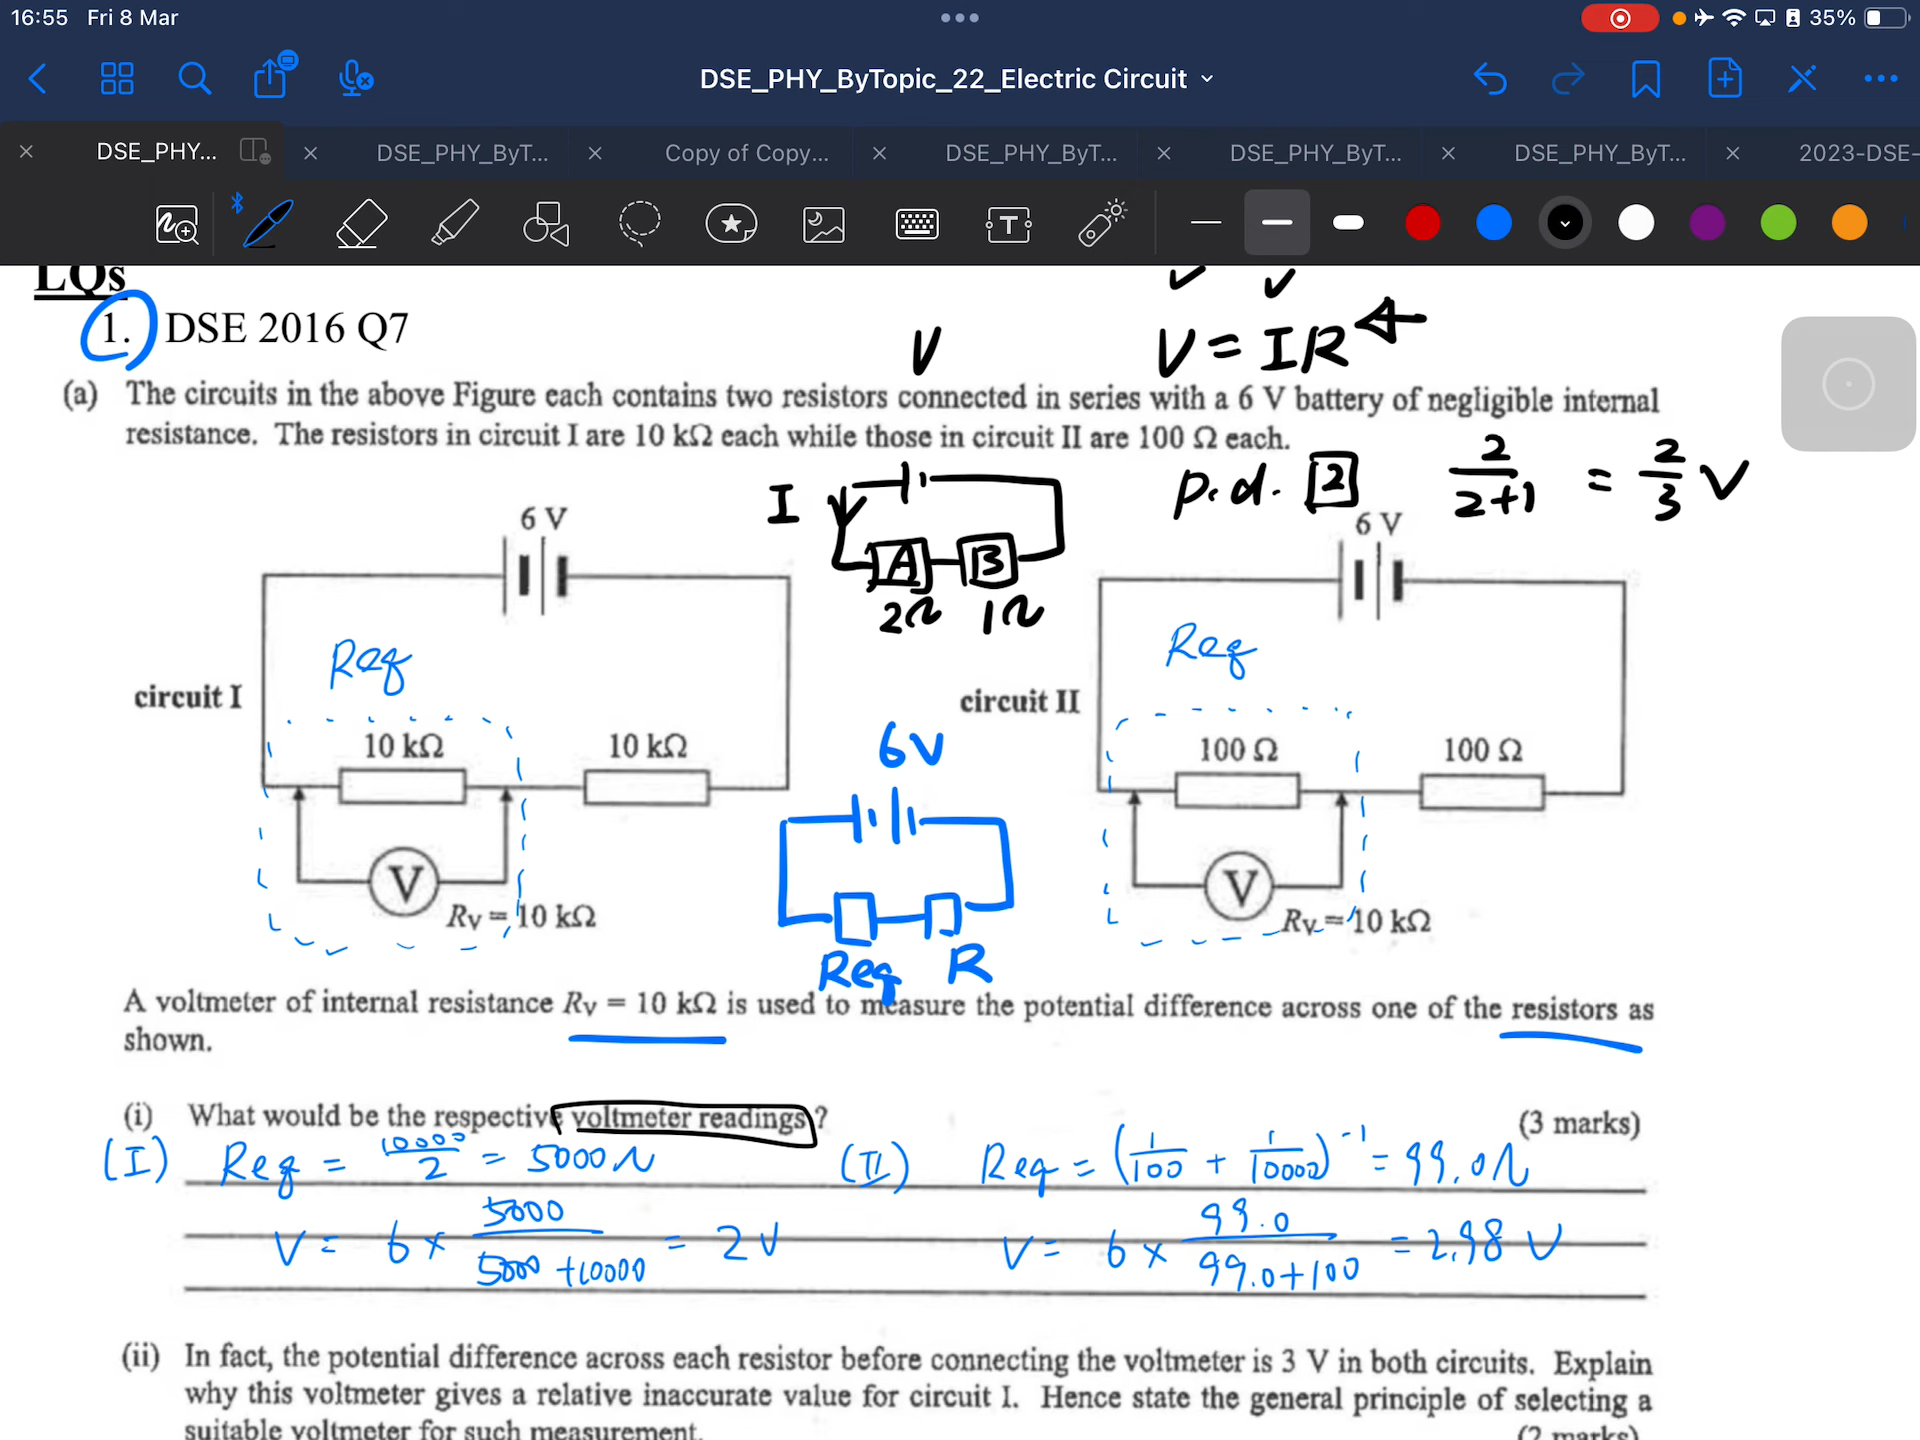 16:55 Fri 8 Mar
35%
DSE_PHY_ByTopic_22_Electric Circuit
DSE_PHY... DSE_PHY_ByT... Copy of Copy... DSE_PHY_ByT... DSE_PHY_ByT... DSE_PHY_ByT... 2023-DSE-
LQs
1. DSE 2016 Q7
V
V = IR
(a) The circuits in the above Figure each contains two resistors connected in series with a 6 V battery of negligible internal
resistance. The resistors in circuit I are 10 kΩ each while those in circuit II are 100 Ω each.
I
A B
2Ω 1Ω
p.d. 2 2/(2+1) = 2/3 V
6 V
6 V
Req
Req
circuit I
circuit II
10 kΩ 10 kΩ
6V
100 Ω 100 Ω
V
V
Rv = 10 kΩ
Rv = 10 kΩ
Req R
A voltmeter of internal resistance Rv = 10 kΩ is used to measure the potential difference across one of the resistors as
shown.
(i) What would be the respective voltmeter readings ? (3 marks)
(I) Req = 10000/2 = 5000Ω (II) Req = (1/100 + 1/10000)⁻¹ = 99.0Ω
V = 6 × 5000/(5000 + 10000) = 2V V = 6 × 99.0/(99.0+100) = 2.98 V
(ii) In fact, the potential difference across each resistor before connecting the voltmeter is 3 V in both circuits. Explain
why this voltmeter gives a relative inaccurate value for circuit I. Hence state the general principle of selecting a
suitable voltmeter for such measurement. (2 marks)